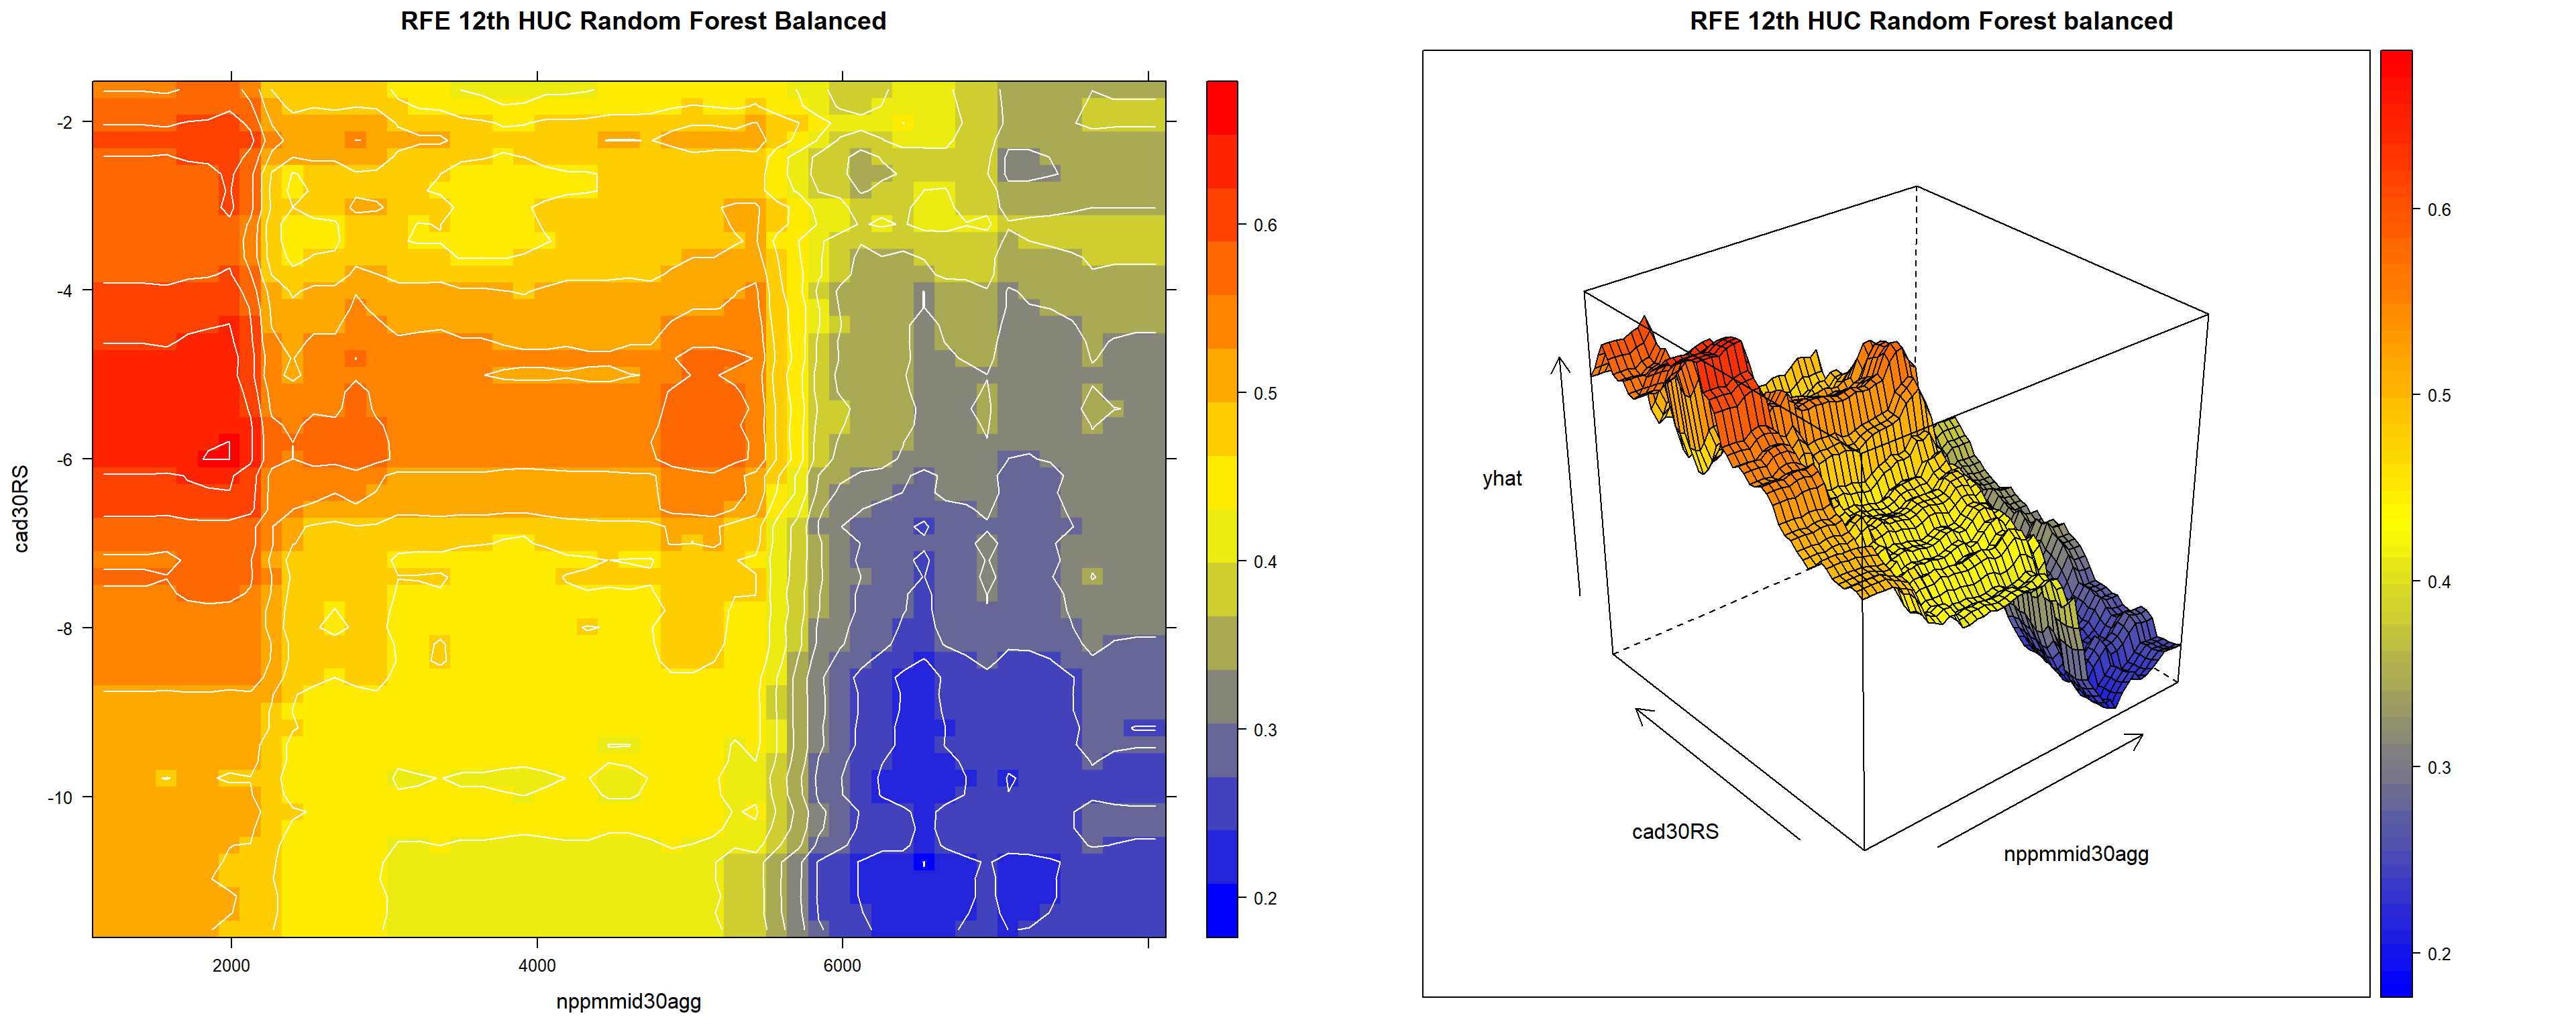 RFE 12th HUC Random Forest Balanced
-2
-4
-6
-8
-10
cad30RS
2000
4000
6000
nppmmid30agg
0.6
0.5
0.4
0.3
0.2
RFE 12th HUC Random Forest balanced
yhat
cad30RS
nppmmid30agg
0.6
0.5
0.4
0.3
0.2